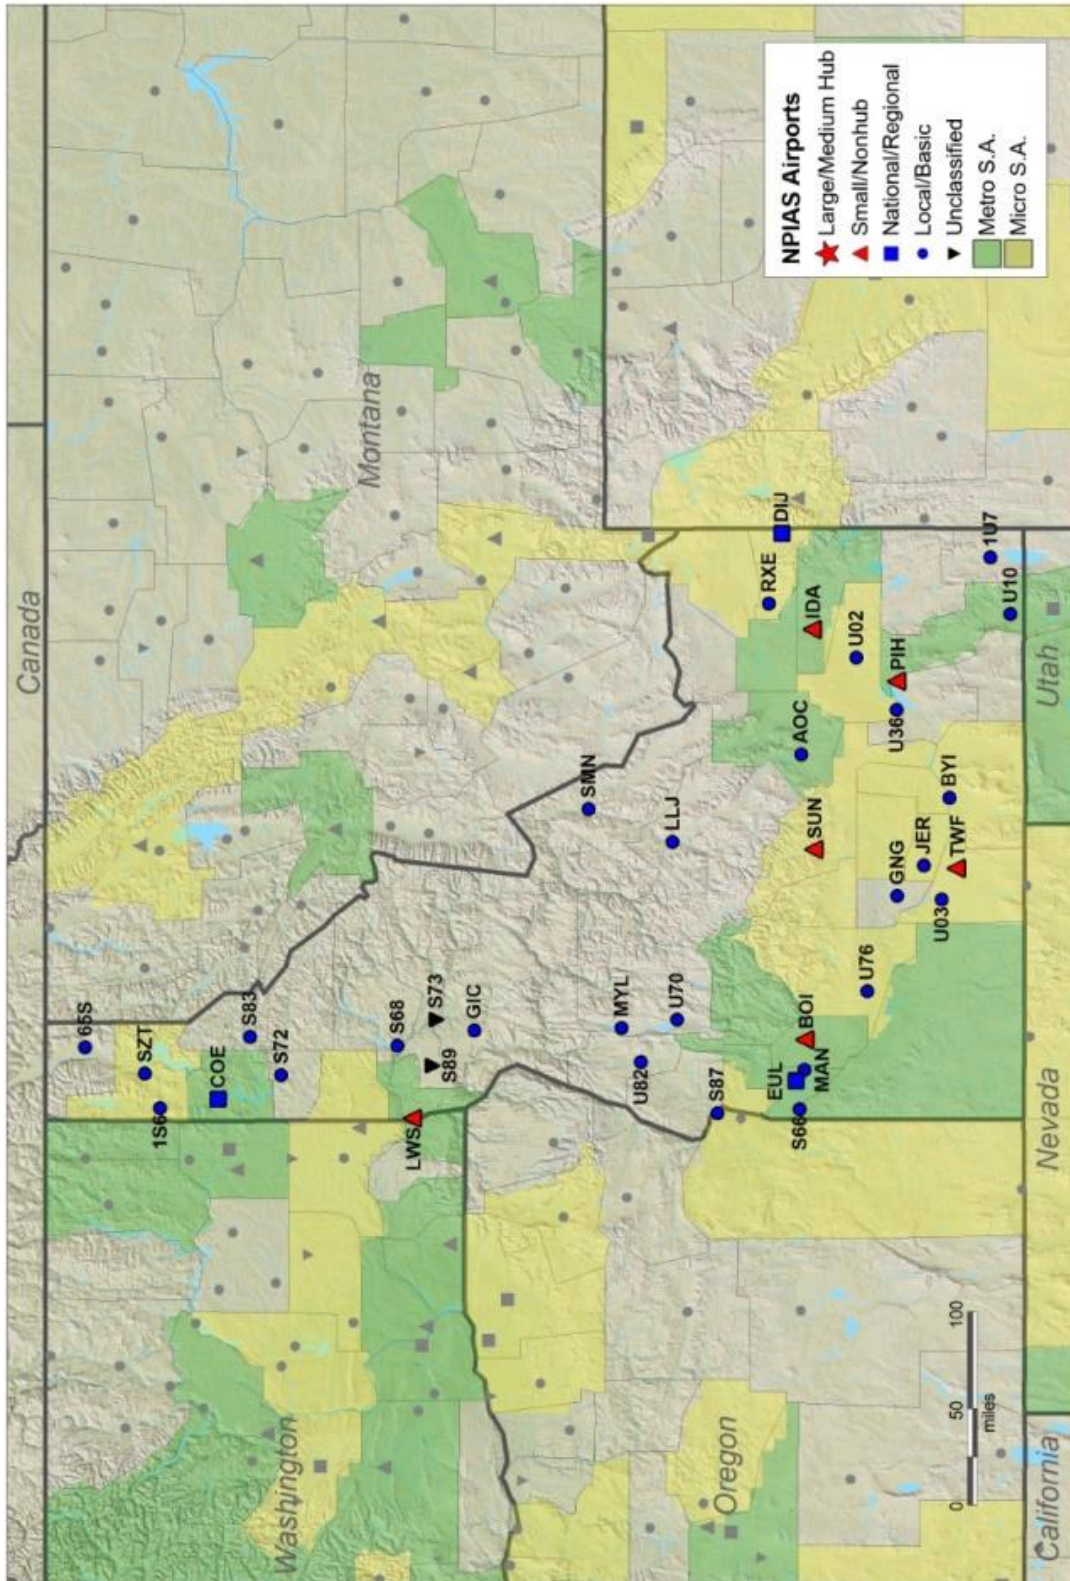 Canada
Montana
Washington
Oregon
California
Nevada
Utah
65S
SZT
1S6
COE
S83
S72
S68
S73
S89
LWS
GIC
SMN
LLJ
MYL
U70
U82
S87
BOI
EUL
MAN
S66
U76
SUN
AOC
GNG
JER
U03
TWF
BYI
U36
PIH
U02
IDA
RXE
DIJ
1U7
U10
NPIAS Airports
Large/Medium Hub
Small/Nonhub
National/Regional
Local/Basic
Unclassified
Metro S.A.
Micro S.A.
0 50 100
miles